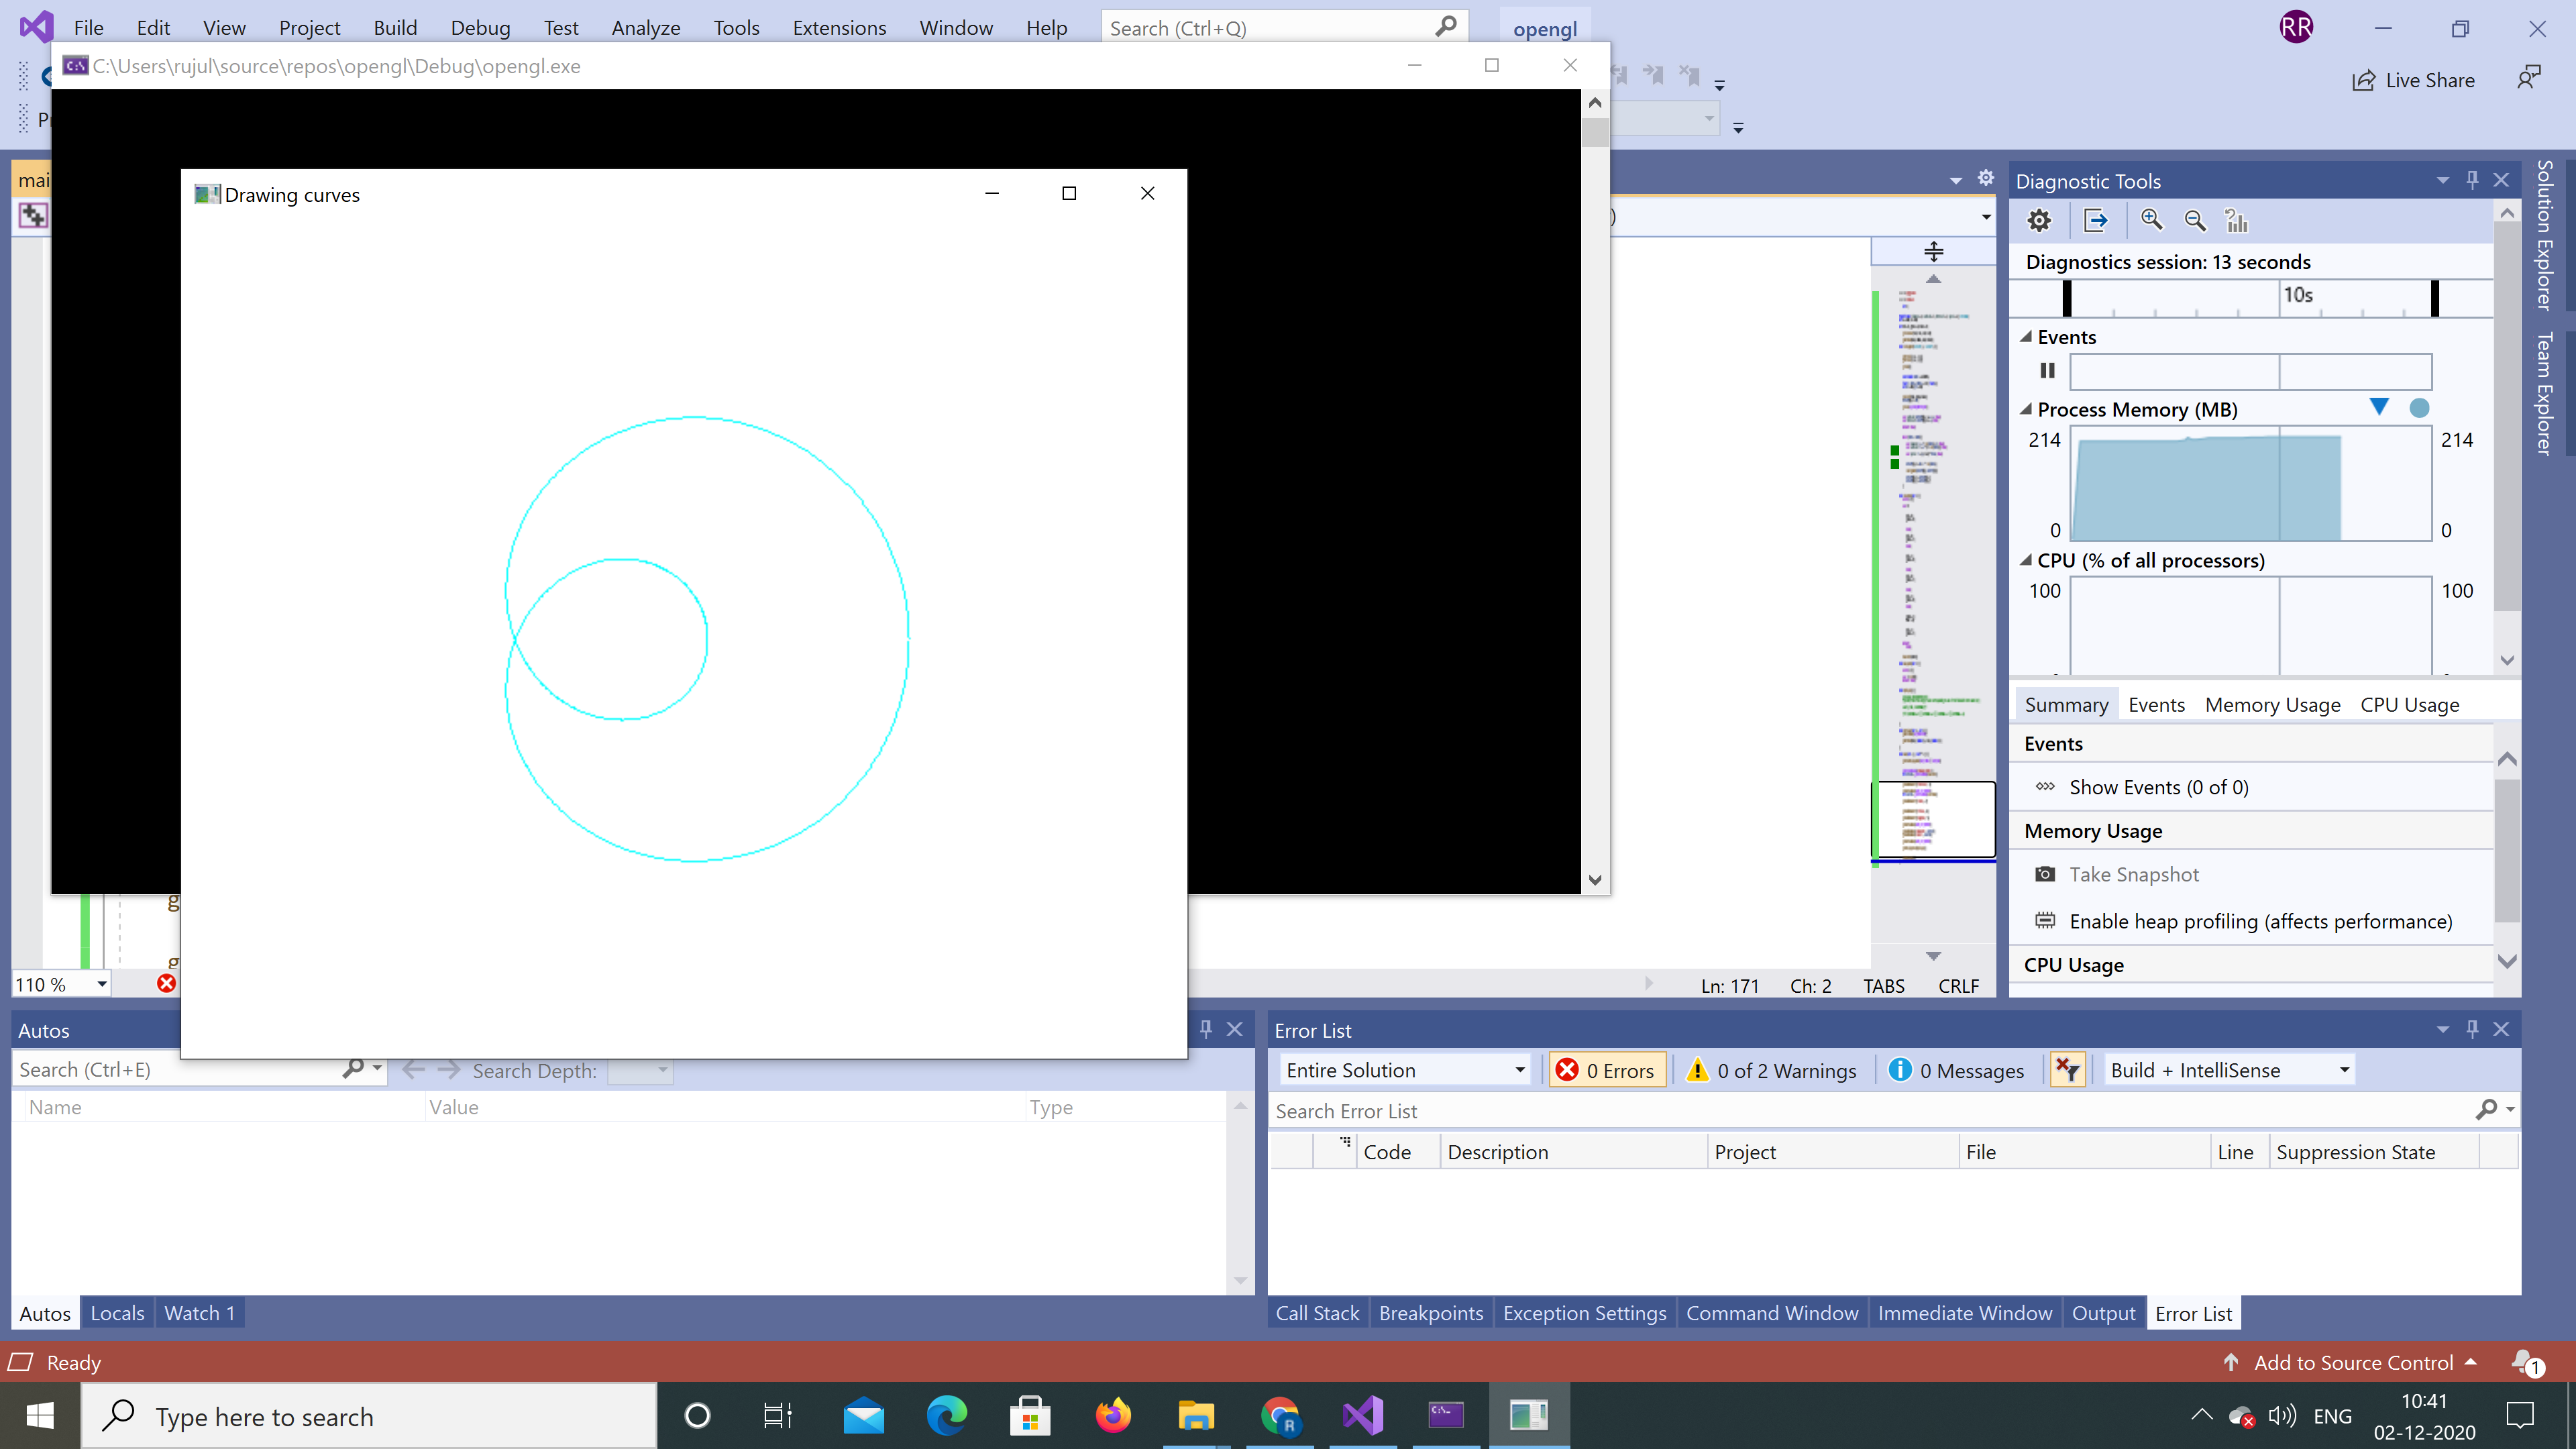 File Edit View Project Build Debug Test Analyze Tools Extensions Window Help Search (Ctrl+Q) opengl RR
C:\Users\rujul\source\repos\opengl\Debug\opengl.exe
Live Share
Drawing curves
Diagnostic Tools
Diagnostics session: 13 seconds
10s
Events
Process Memory (MB)
214 214
0 0
CPU (% of all processors)
100 100
Summary Events Memory Usage CPU Usage
Events
Show Events (0 of 0)
Memory Usage
Take Snapshot
Enable heap profiling (affects performance)
CPU Usage
Solution Explorer
Team Explorer
110 % Ln: 171 Ch: 2 TABS CRLF
Autos
Search (Ctrl+E) Search Depth:
Name Value Type
Autos Locals Watch 1
Error List
Entire Solution 0 Errors 0 of 2 Warnings 0 Messages Build + IntelliSense
Search Error List
Code Description Project File Line Suppression State
Call Stack Breakpoints Exception Settings Command Window Immediate Window Output Error List
Ready Add to Source Control 1
Type here to search ENG 10:41
02-12-2020